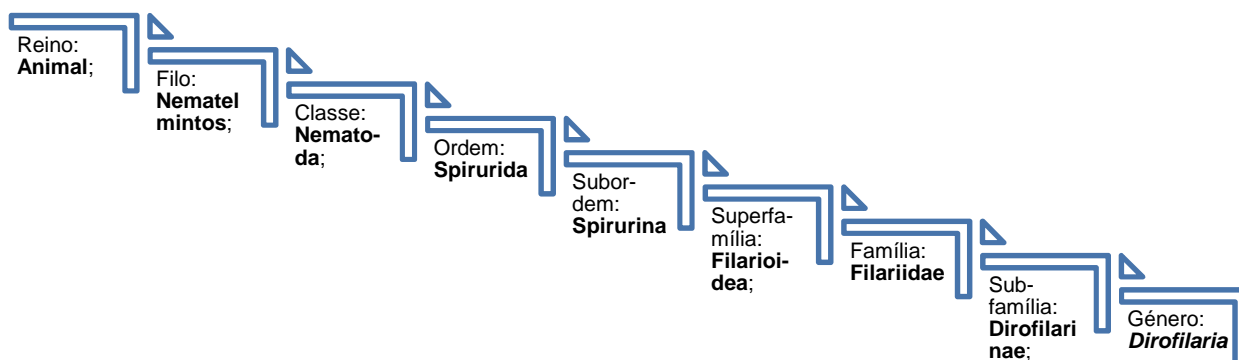 Reino:
Animal;
Filo:
Nematel
mintos;
Classe:
Nemato-
da;
Ordem:
Spirurida
Subor-
dem:
Spirurina
Superfa-
mília:
Filarioi-
dea;
Família:
Filariidae
Sub-
família:
Dirofilari
nae;
Género:
Dirofilaria